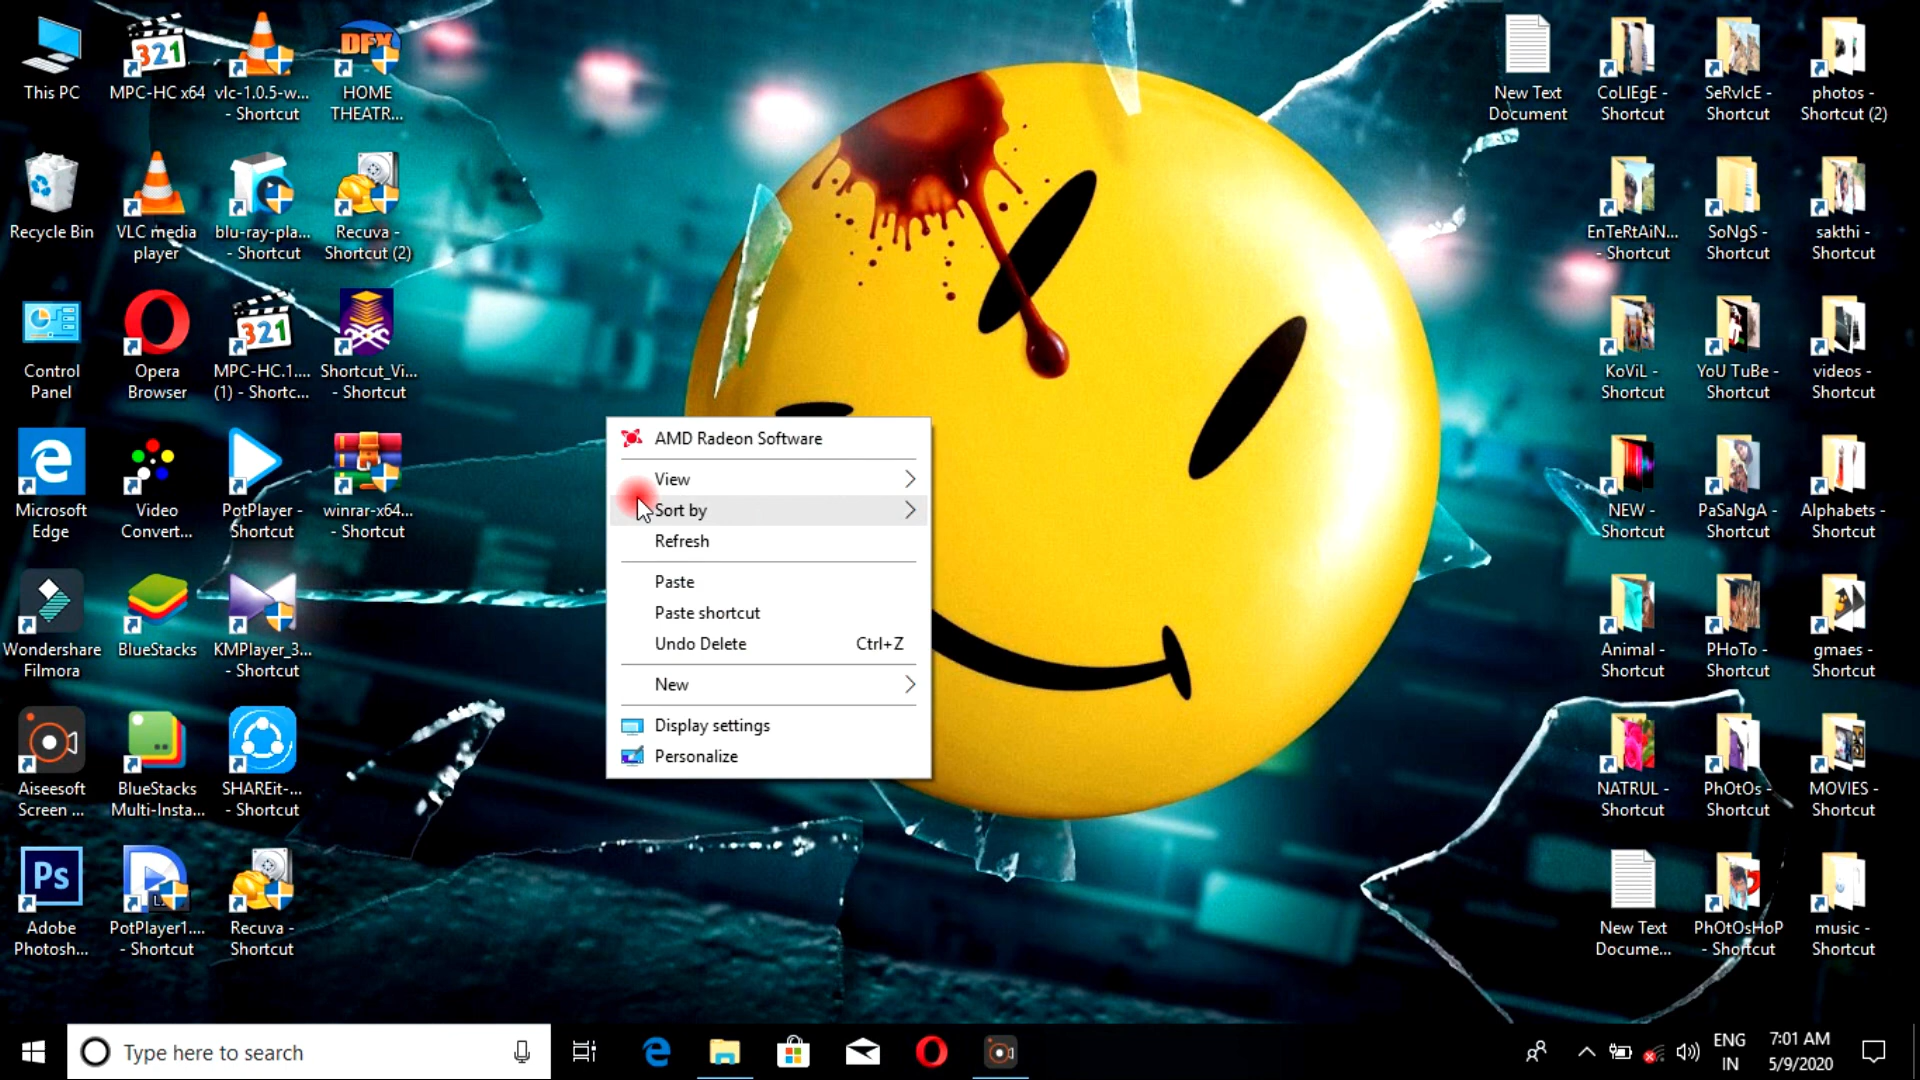 This PC
MPC-HC x64
vlc-1.0.5-w...
- Shortcut
DFX
HOME
THEATR...
Recycle Bin
VLC media
player
blu-ray-pla...
- Shortcut
Recuva -
Shortcut (2)
Control
Panel
Opera
Browser
MPC-HC.1....
(1) - Shortc...
Shortcut_Vi...
- Shortcut
Microsoft
Edge
Video
Convert...
PotPlayer -
Shortcut
winrar-x64...
- Shortcut
Wondershare
Filmora
BlueStacks
KMPlayer_3...
- Shortcut
Aiseesoft
Screen ...
BlueStacks
Multi-Insta...
SHAREit-...
- Shortcut
Ps
Adobe
Photosh...
PotPlayer1....
- Shortcut
Recuva -
Shortcut
AMD Radeon Software
View
Sort by
Refresh
Paste
Paste shortcut
Undo Delete Ctrl+Z
New
Display settings
Personalize
New Text
Document
CoLlEgE -
Shortcut
SeRvIcE -
Shortcut
photos -
Shortcut (2)
EnTeRtAiN...
- Shortcut
SoNgS -
Shortcut
sakthi -
Shortcut
KoViL -
Shortcut
YoU TuBe -
Shortcut
videos -
Shortcut
NEW -
Shortcut
PaSaNgA -
Shortcut
Alphabets -
Shortcut
Animal -
Shortcut
PHoTo -
Shortcut
gmaes -
Shortcut
NATRUL -
Shortcut
PhOtOs -
Shortcut
MOVIES -
Shortcut
New Text
Docume...
PhOtOsHoP
- Shortcut
music -
Shortcut
Type here to search
ENG
IN
7:01 AM
5/9/2020